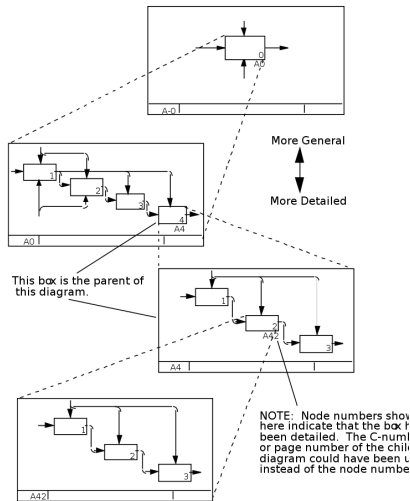 0
A0
A-0
More General
More Detailed
1
2
3
4
A4
A0
This box is the parent of
this diagram.
1
2
A42
3
A4
NOTE: Node numbers show
here indicate that the box h
been detailed. The C-numb
or page number of the child
diagram could have been u
instead of the node numbe
1
2
3
A42